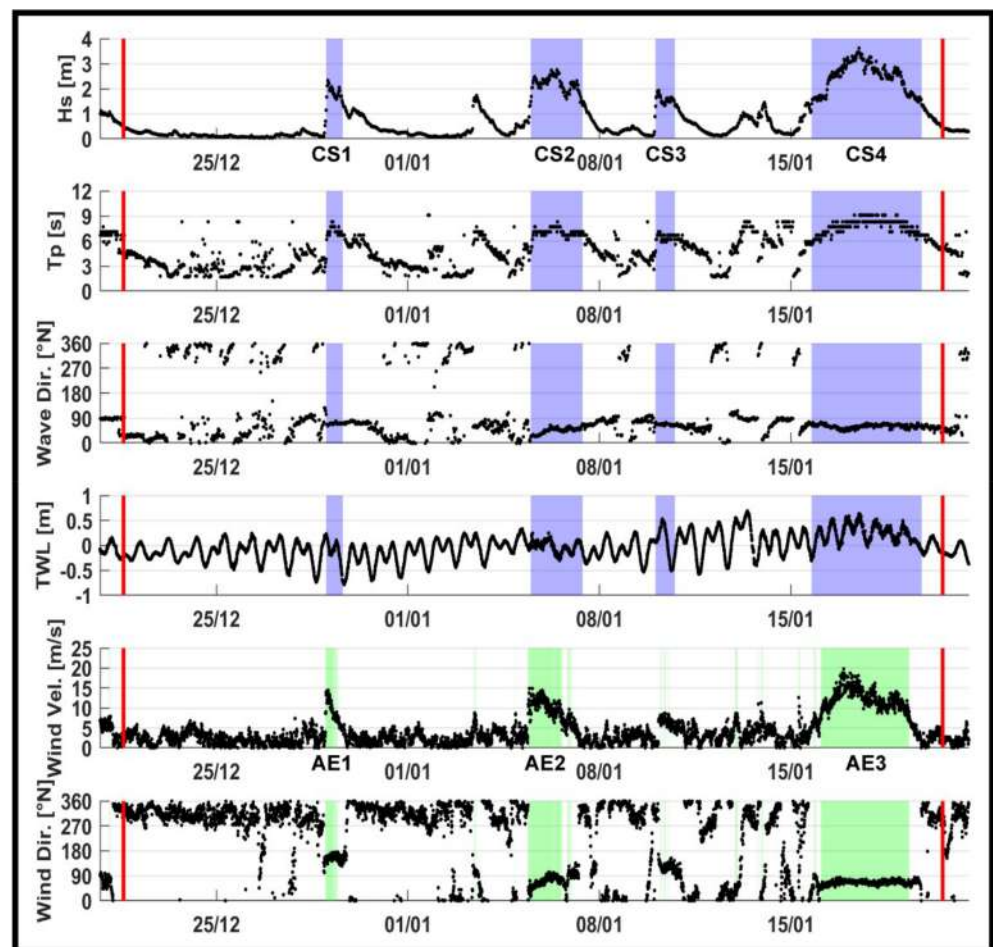 Hs [m]
4
3
2
1
0
25/12 CS1 01/01 CS2 08/01 CS3 15/01 CS4
Tp [s]
12
9
6
3
0
25/12 01/01 08/01 15/01
Wave Dir. [°N]
360
270
180
90
0
25/12 01/01 08/01 15/01
TWL [m]
1
0.5
0
-0.5
-1
25/12 01/01 08/01 15/01
Wind Vel. [m/s]
25
20
15
10
5
0
25/12 AE1 01/01 AE2 08/01 15/01 AE3
Wind Dir. [°N]
360
270
180
90
0
25/12 01/01 08/01 15/01